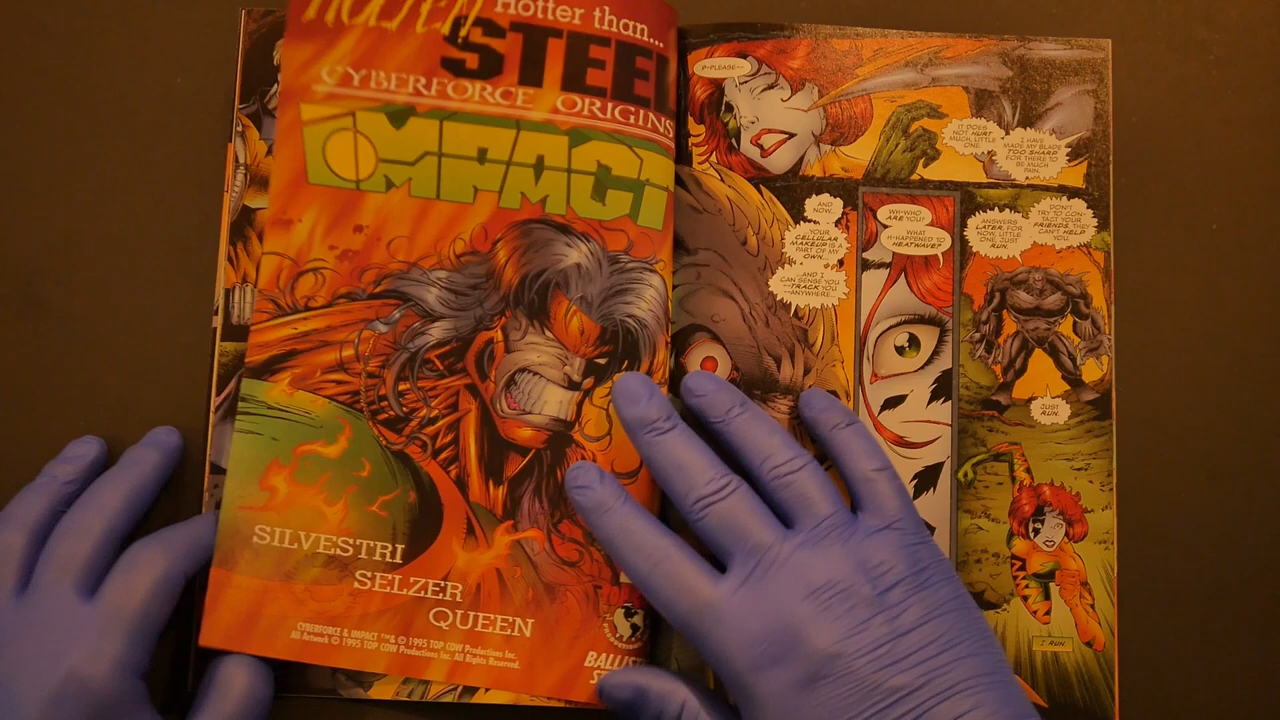 MOLTEN
Hotter than...
STEEL
CYBERFORCE ORIGINS
IMPACT
SILVESTRI
SELZER
QUEEN
CYBERFORCE & IMPACT ™& © 1995 TOP COW Productions Inc.
All Artwork © 1995 TOP COW Productions Inc. All Rights Reserved.
P-PLEASE--
IT DOES
NOT HURT
MUCH, LITTLE
ONE.
I HAVE
MADE MY BLADE
TOO SHARP
FOR THERE TO
BE MUCH
PAIN.
AND
NOW...
...YOUR
CELLULAR
MAKEUP IS A
PART OF MY
OWN...
...AND I
CAN SENSE YOU
--TRACK YOU
--ANYWHERE...
WH-WHO
ARE YOU?
WHAT
H-HAPPENED TO
HEATWAVE?
ANSWERS
LATER. FOR
NOW, LITTLE
ONE, JUST
RUN.
DON'T
TRY TO CON-
TACT YOUR
FRIENDS. THEY
CAN'T HELP
YOU.
JUST
RUN.
I RUN.